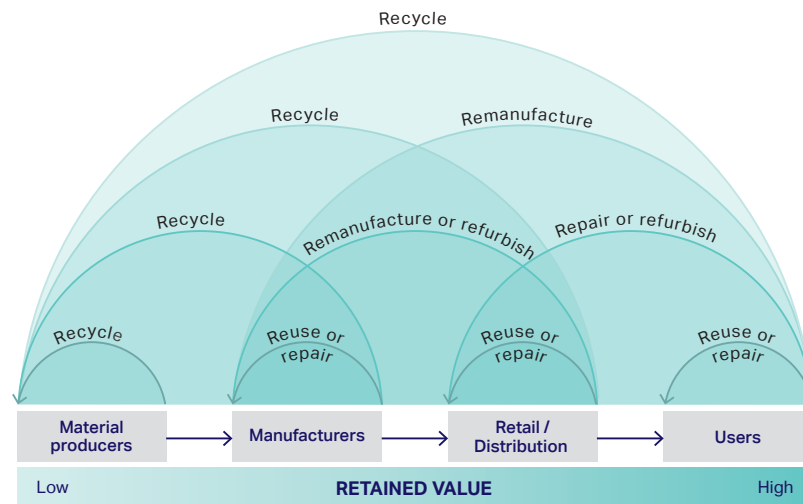 Recycle
Recycle
Remanufacture
Recycle
Remanufacture or refurbish
Repair or refurbish
Recycle
Reuse or
repair
Reuse or
repair
Reuse or
repair
Material
producers
Manufacturers
Retail /
Distribution
Users
Low
RETAINED VALUE
High